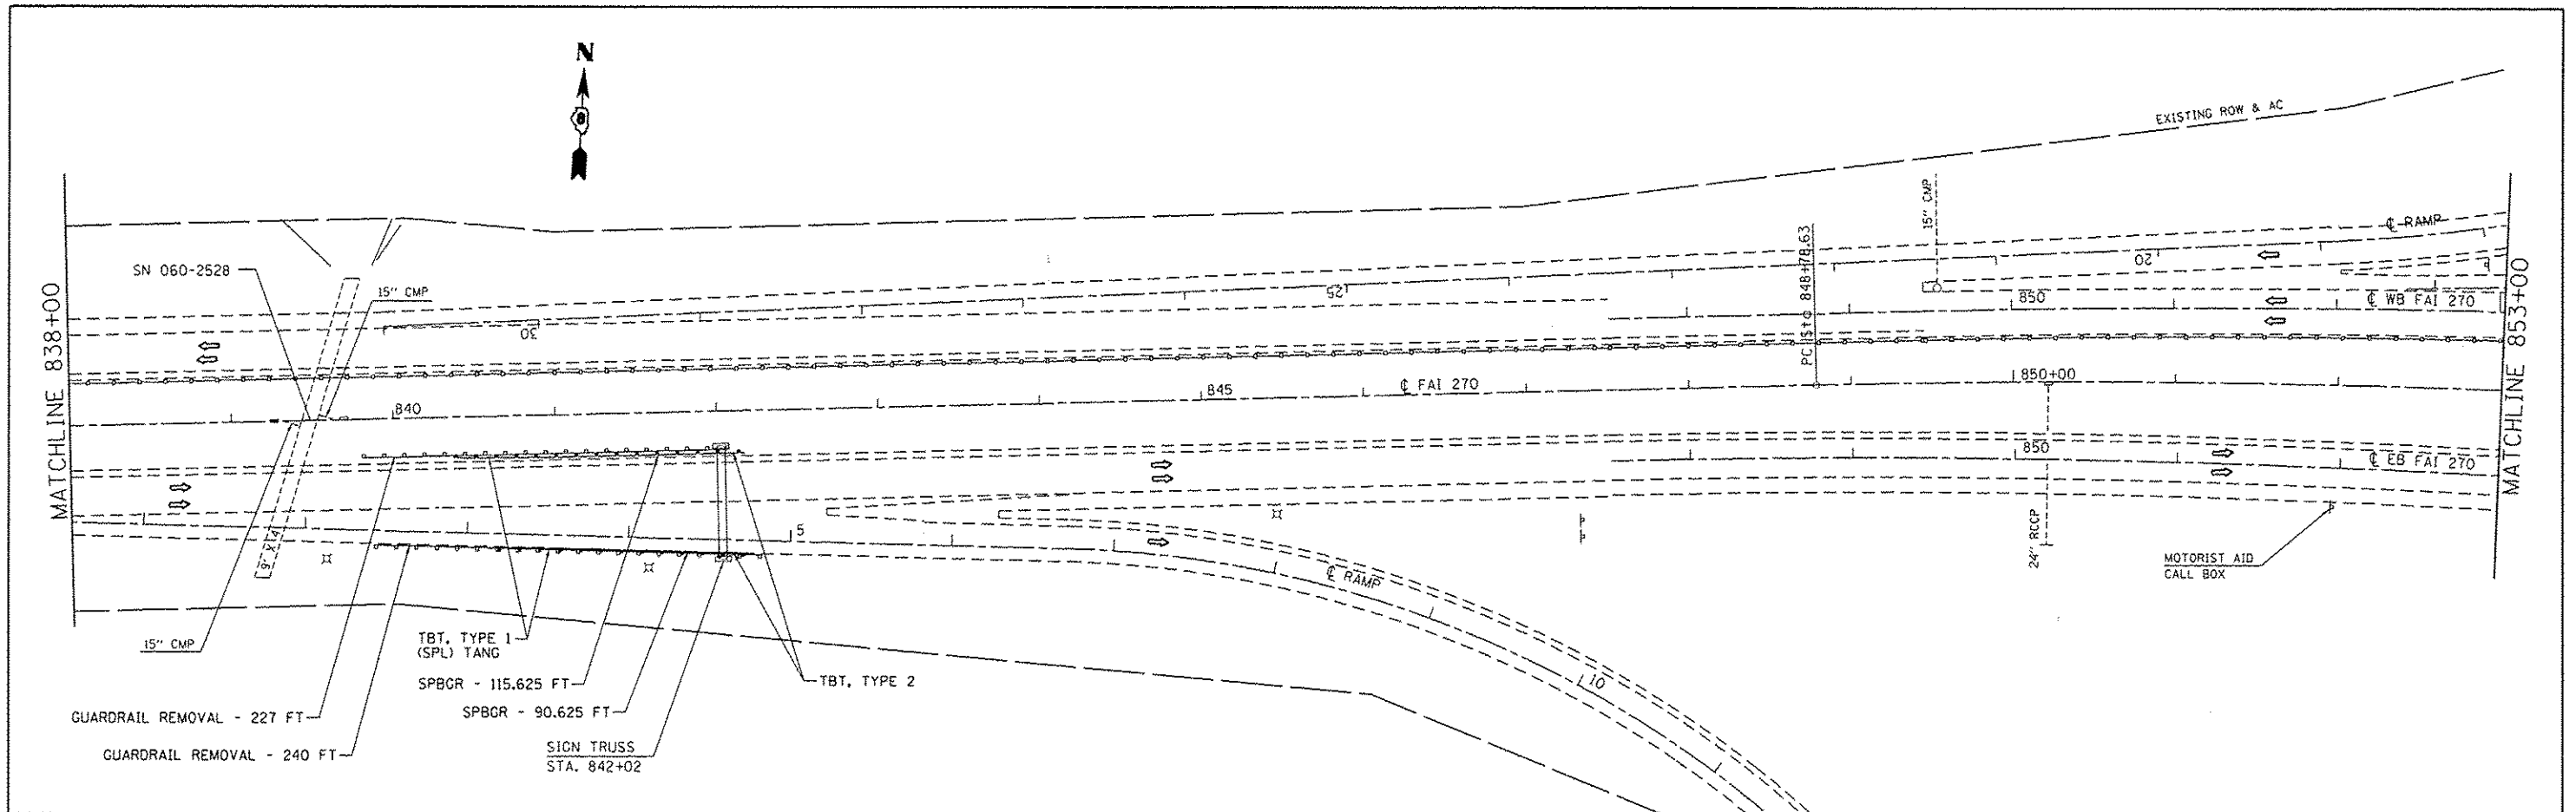 N
8
EXISTING ROW & AC
15" CMP
℄ RAMP
PC Sta 848+78.63
SN 060-2528
15" CMP
MATCHLINE 838+00
MATCHLINE 853+00
30
25
20
850
℄ WB FAI 270
840
845
℄ FAI 270
850+00
850
℄ EB FAI 270
9' X 4'
5
℄ RAMP
10
24" RCCP
MOTORIST AID
CALL BOX
15" CMP
TBT, TYPE 1
(SPL) TANG
SPBGR - 115.625 FT
TBT, TYPE 2
SPBGR - 90.625 FT
GUARDRAIL REMOVAL - 227 FT
GUARDRAIL REMOVAL - 240 FT
SIGN TRUSS
STA. 842+02